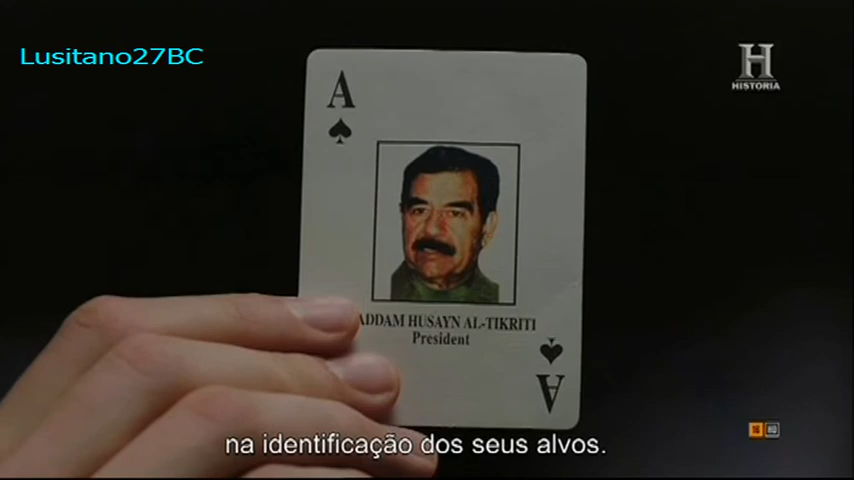 Lusitano27BC
H
HISTORIA
A
ADDAM HUSAYN AL-TIKRITI
President
A
na identificação dos seus alvos.